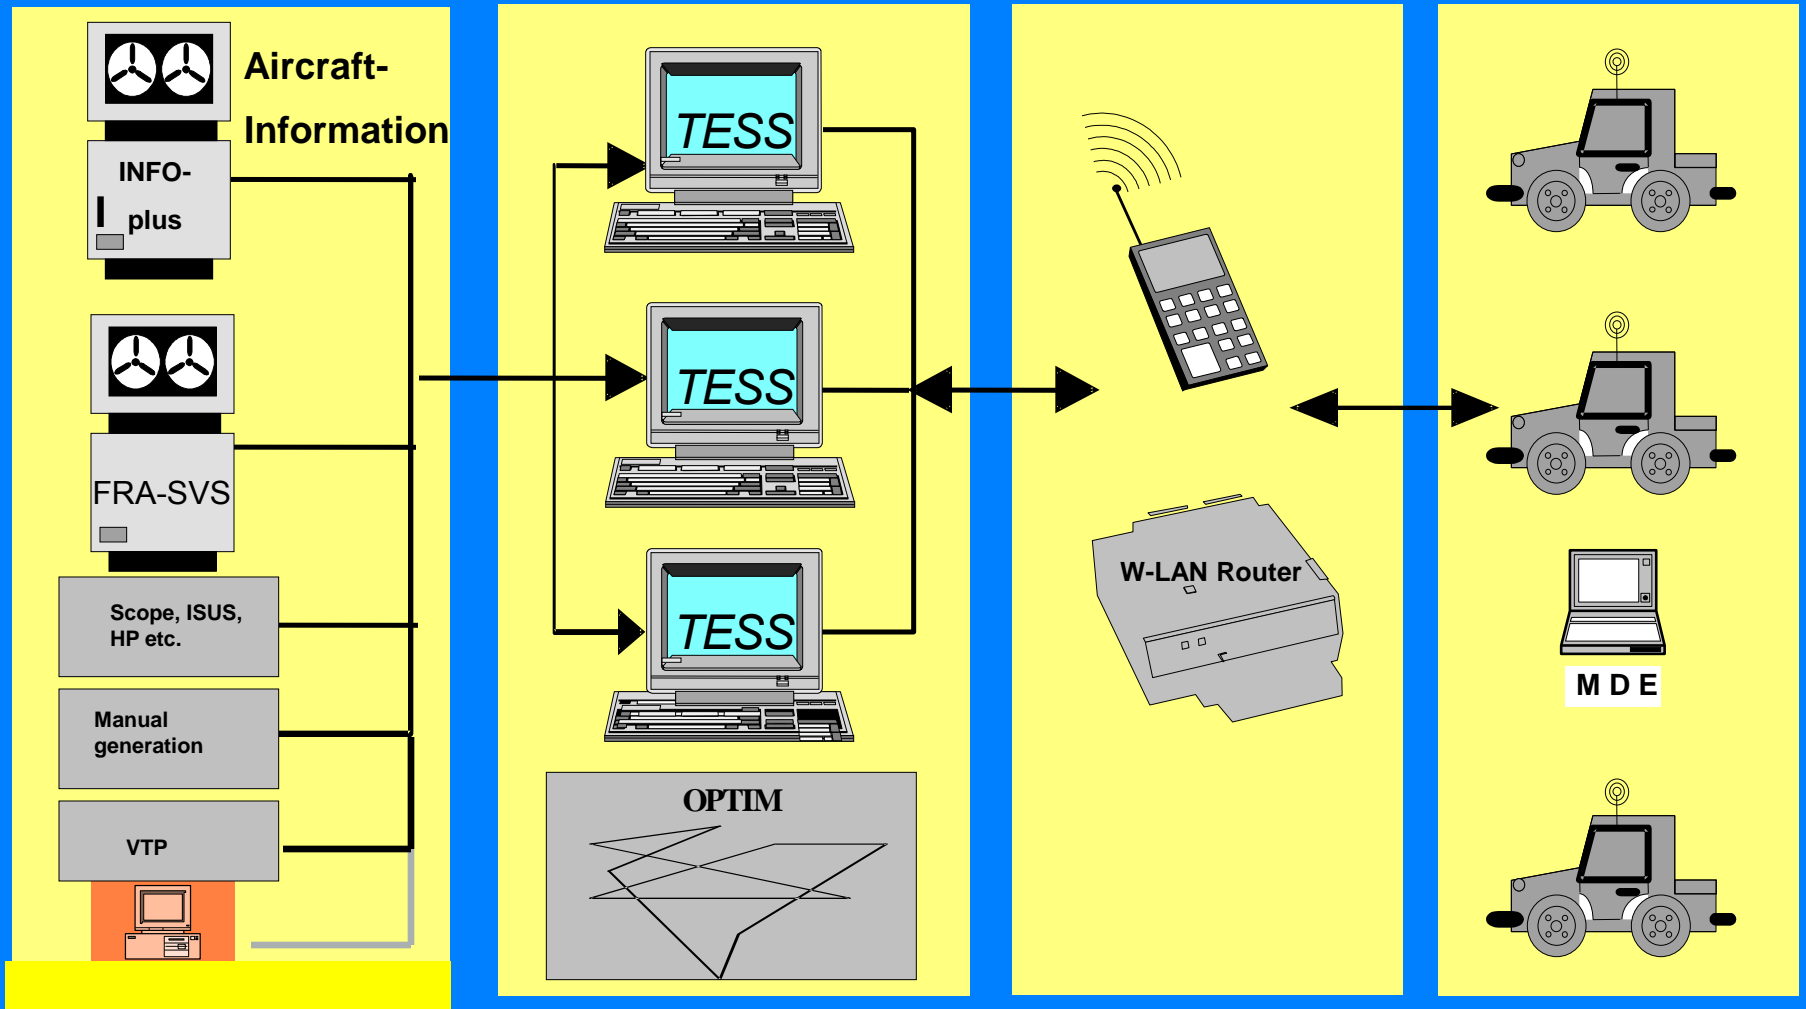 Aircraft-
Information
INFO-
plus
FRA-SVS
Scope, ISUS,
HP etc.
Manual
generation
VTP
TESS
TESS
TESS
OPTIM
W-LAN Router
M D E